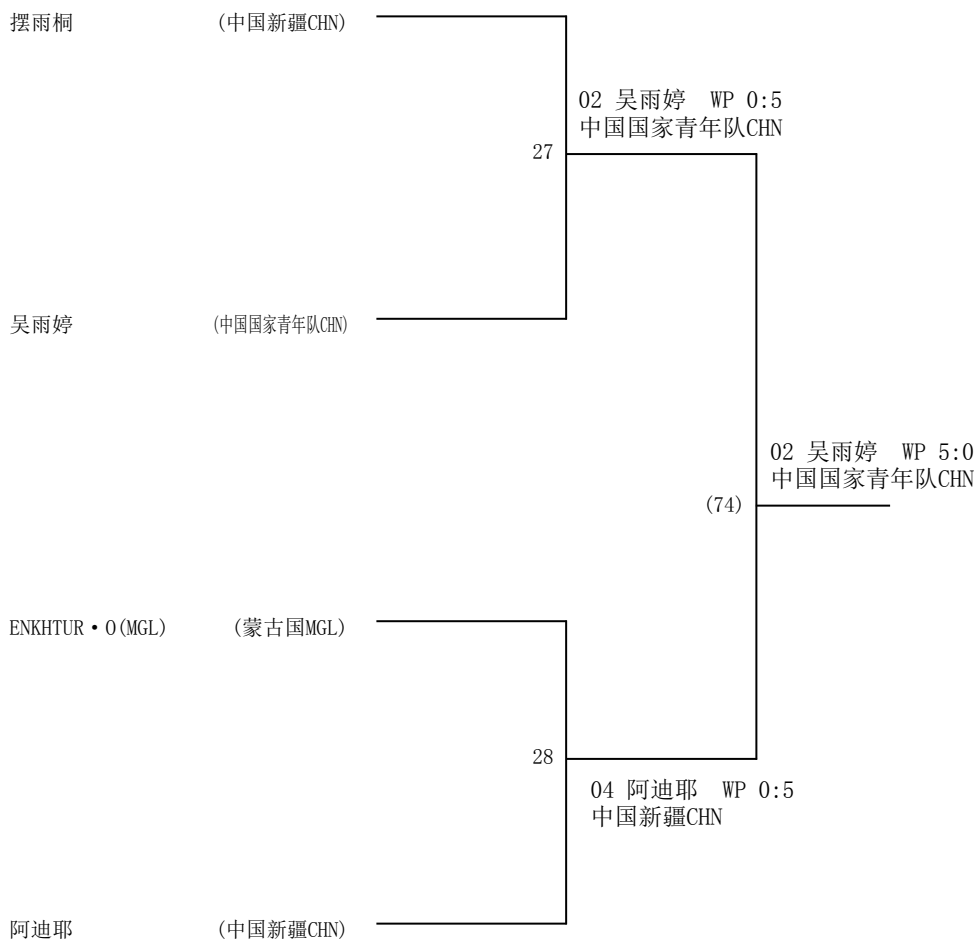 摆雨桐 (中国新疆CHN)
02 吴雨婷 WP 0:5
中国国家青年队CHN
27
吴雨婷 (中国国家青年队CHN)
02 吴雨婷 WP 5:0
中国国家青年队CHN
(74)
ENKHTUR·O(MGL) (蒙古国MGL)
28
04 阿迪耶 WP 0:5
中国新疆CHN
阿迪耶 (中国新疆CHN)